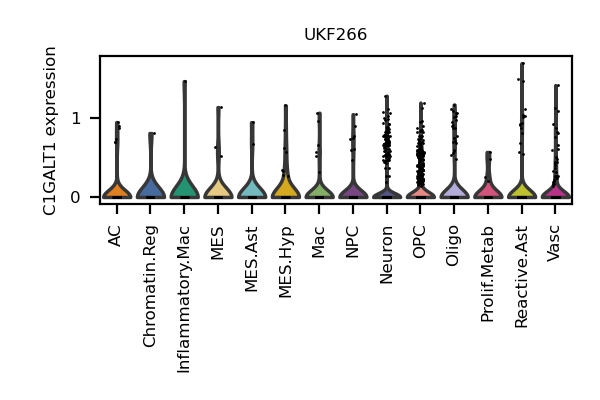 UKF266
C1GALT1 expression
1
0
AC
Chromatin.Reg
Inflammatory.Mac
MES
MES.Ast
MES.Hyp
Mac
NPC
Neuron
OPC
Oligo
Prolif.Metab
Reactive.Ast
Vasc